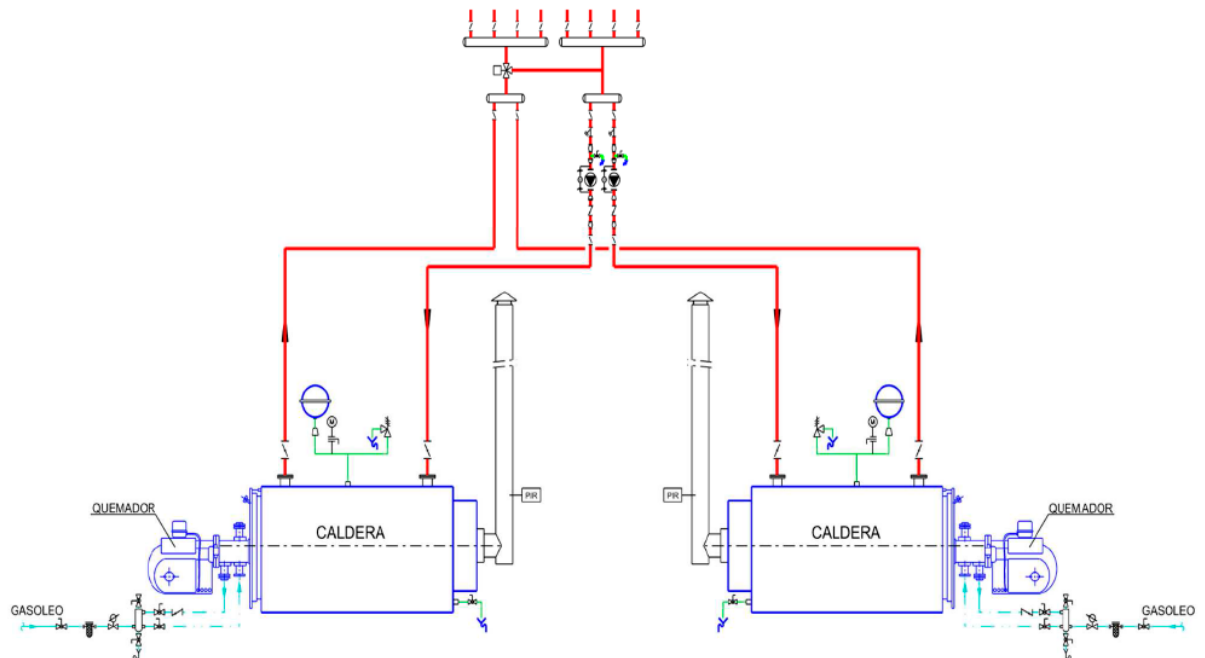 M
M
PIR
PIR
QUEMADOR
QUEMADOR
CALDERA
CALDERA
GASOLEO
GASOLEO